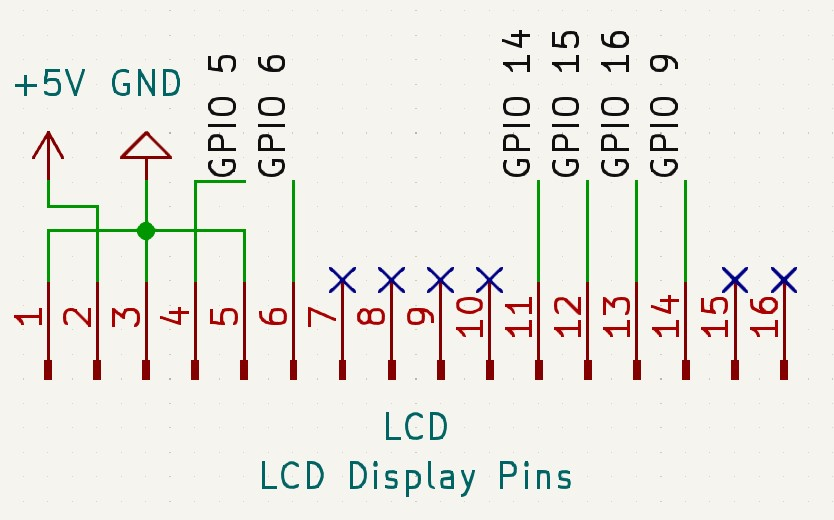 +5V GND
GPIO 5
GPIO 6
GPIO 14
GPIO 15
GPIO 16
GPIO 9
1 2 3 4 5 6 7 8 9 10 11 12 13 14 15 16
LCD
LCD Display Pins